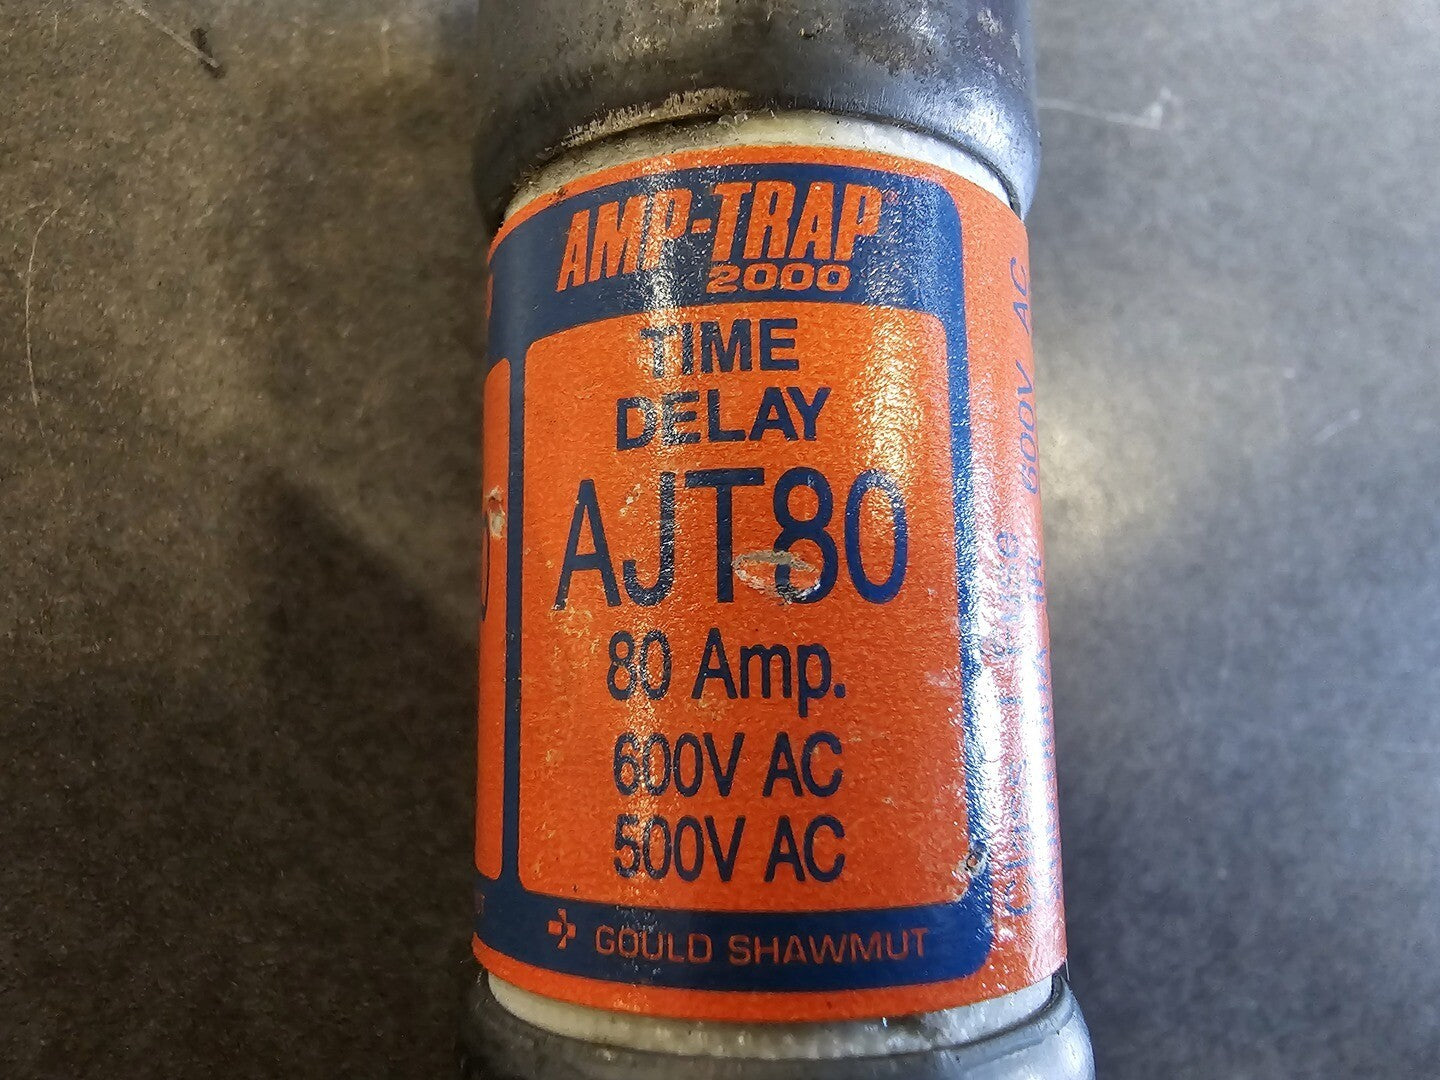 AMP-TRAP®
2000
TIME
DELAY
AJT80
80 Amp.
600V AC
500V AC
GOULD SHAWMUT
600V AC